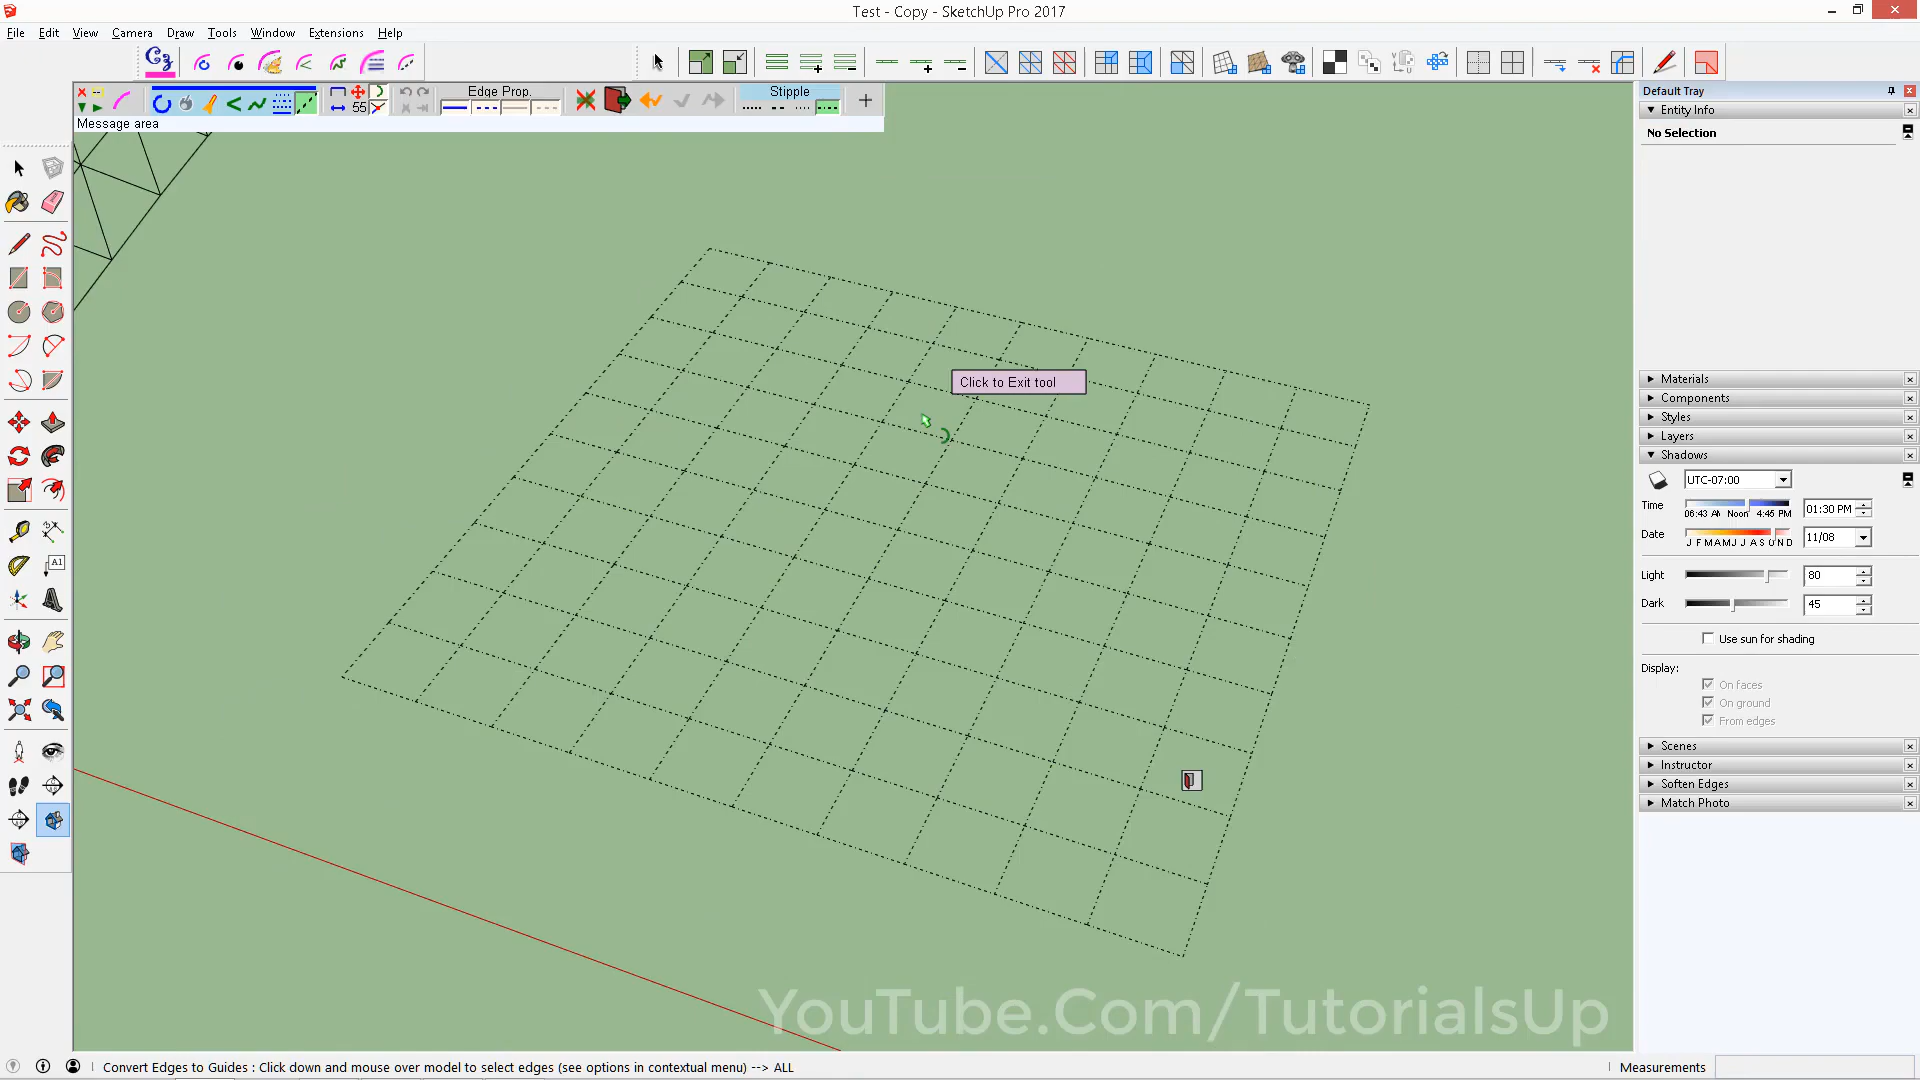 Test - Copy - SketchUp Pro 2017
File Edit View Camera Draw Tools Window Extensions Help
Edge Prop.
Stipple
55
Message area
Default Tray
Entity Info
No Selection
Click to Exit tool
Materials
Components
Styles
Layers
Shadows
UTC-07:00
Time
06:43 AM Noon 4:46 PM
01:30 PM
Date
J F M A M J J A S O N D
11/08
Light
80
Dark
45
Use sun for shading
Display:
On faces
On ground
From edges
A1
Scenes
Instructor
Soften Edges
Match Photo
YouTube.Com/TutorialsUp
Convert Edges to Guides : Click down and mouse over model to select edges (see options in contextual menu) --> ALL
Measurements